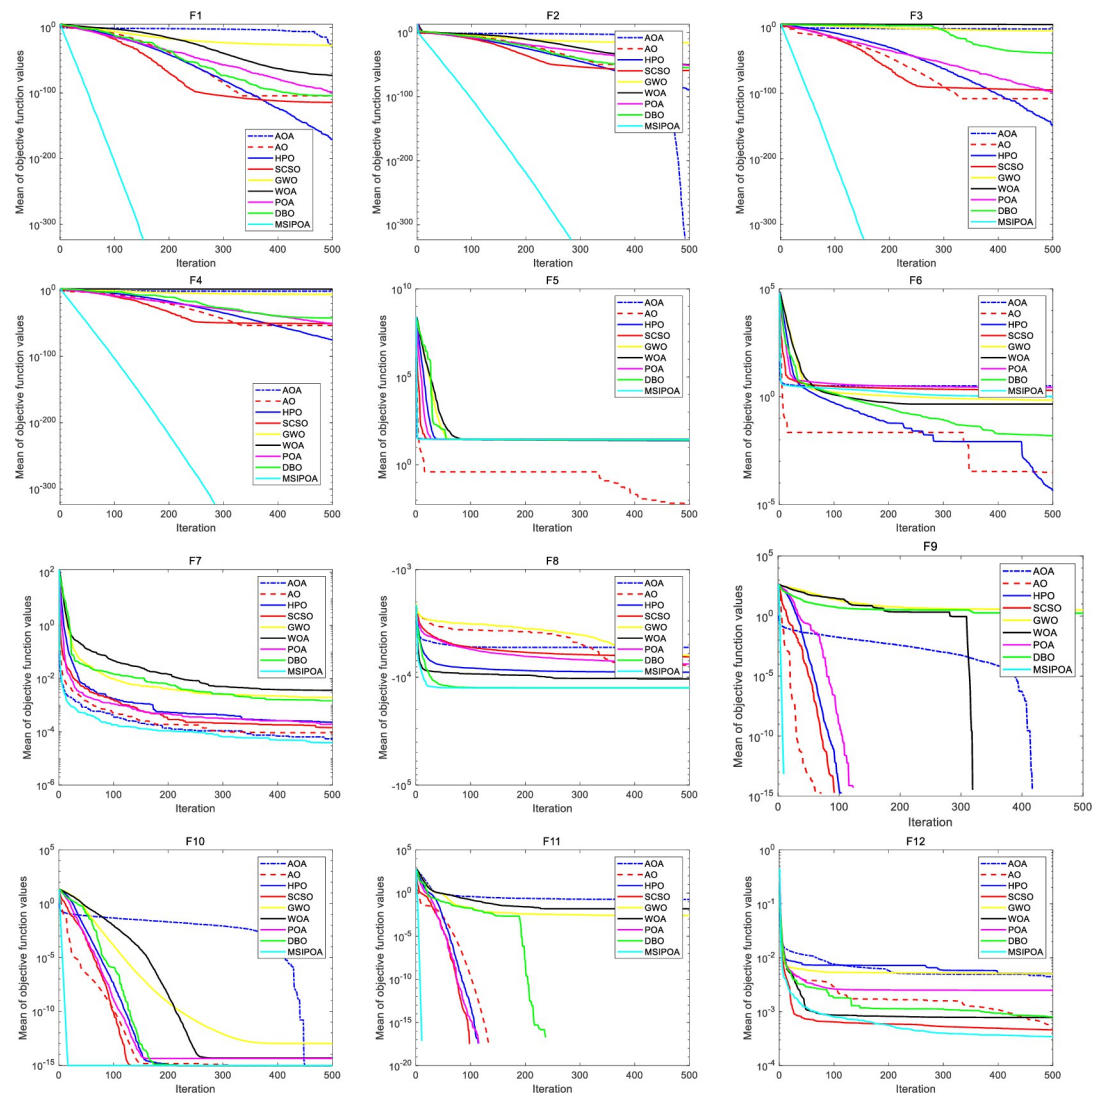 F1
Mean of objective function values
10^0
10^-100
10^-200
10^-300
0 100 200 300 400 500
Iteration
AOA
AO
HPO
SCSO
GWO
WOA
POA
DBO
MSIPOA
F2
Mean of objective function values
10^0
10^-100
10^-200
10^-300
0 100 200 300 400 500
Iteration
AOA
AO
HPO
SCSO
GWO
WOA
POA
DBO
MSIPOA
F3
Mean of objective function values
10^0
10^-100
10^-200
10^-300
0 100 200 300 400 500
Iteration
AOA
AO
HPO
SCSO
GWO
WOA
POA
DBO
MSIPOA
F4
Mean of objective function values
10^0
10^-100
10^-200
10^-300
0 100 200 300 400 500
Iteration
AOA
AO
HPO
SCSO
GWO
WOA
POA
DBO
MSIPOA
F5
Mean of objective function values
10^10
10^5
10^0
0 100 200 300 400 500
Iteration
AOA
AO
HPO
SCSO
GWO
WOA
POA
DBO
MSIPOA
F6
Mean of objective function values
10^5
10^0
10^-5
0 100 200 300 400 500
Iteration
AOA
AO
HPO
SCSO
GWO
WOA
POA
DBO
MSIPOA
F7
Mean of objective function values
10^2
10^0
10^-2
10^-4
10^-6
0 100 200 300 400 500
Iteration
AOA
AO
HPO
SCSO
GWO
WOA
POA
DBO
MSIPOA
F8
Mean of objective function values
-10^3
-10^4
-10^5
0 100 200 300 400 500
Iteration
AOA
AO
HPO
SCSO
GWO
WOA
POA
DBO
MSIPOA
F9
Mean of objective function values
10^5
10^0
10^-5
10^-10
10^-15
0 100 200 300 400 500
Iteration
AOA
AO
HPO
SCSO
GWO
WOA
POA
DBO
MSIPOA
F10
Mean of objective function values
10^5
10^0
10^-5
10^-10
10^-15
0 100 200 300 400 500
Iteration
AOA
AO
HPO
SCSO
GWO
WOA
POA
DBO
MSIPOA
F11
Mean of objective function values
10^5
10^0
10^-5
10^-10
10^-15
10^-20
0 100 200 300 400 500
Iteration
AOA
AO
HPO
SCSO
GWO
WOA
POA
DBO
MSIPOA
F12
Mean of objective function values
10^0
10^-1
10^-2
10^-3
10^-4
0 100 200 300 400 500
Iteration
AOA
AO
HPO
SCSO
GWO
WOA
POA
DBO
MSIPOA